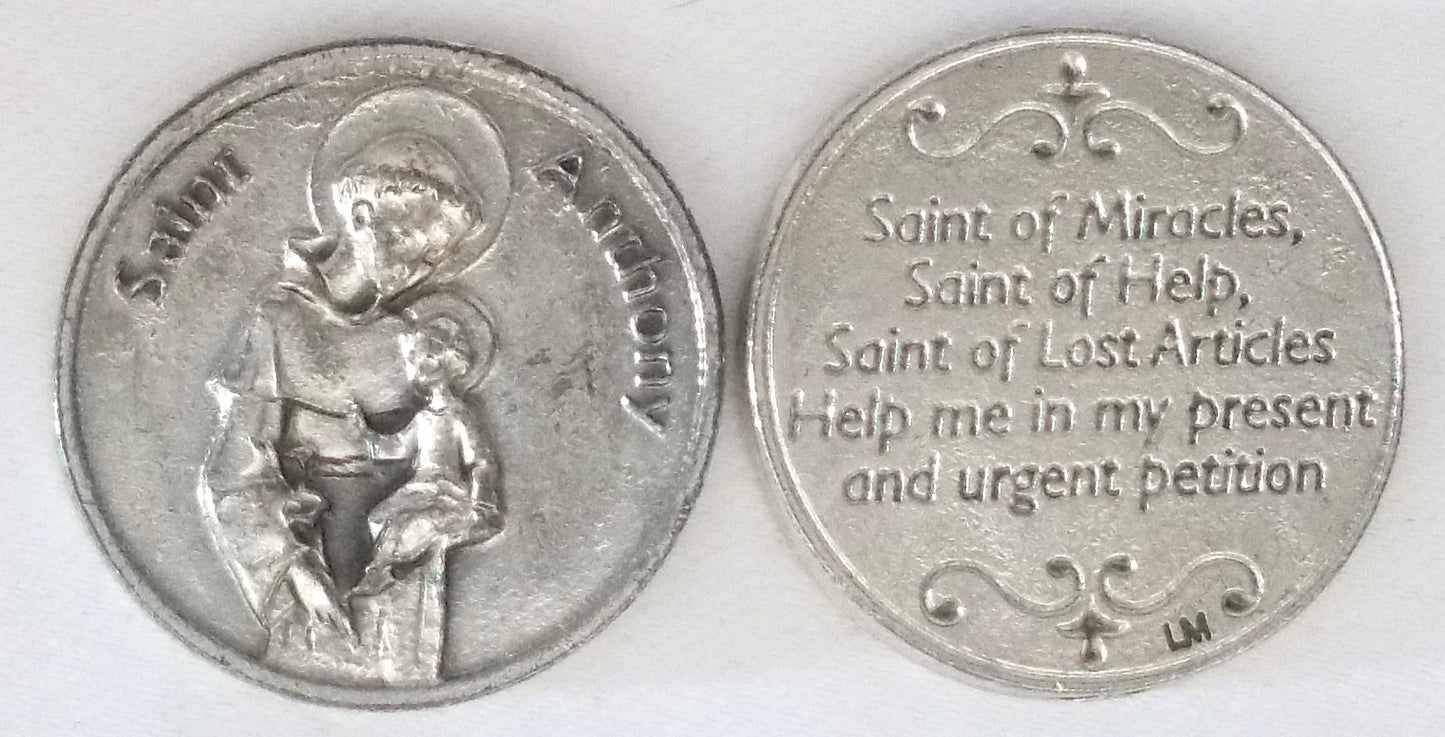 Saint Anthony
Saint of Miracles,
Saint of Help,
Saint of Lost Articles
Help me in my present
and urgent petition
LM